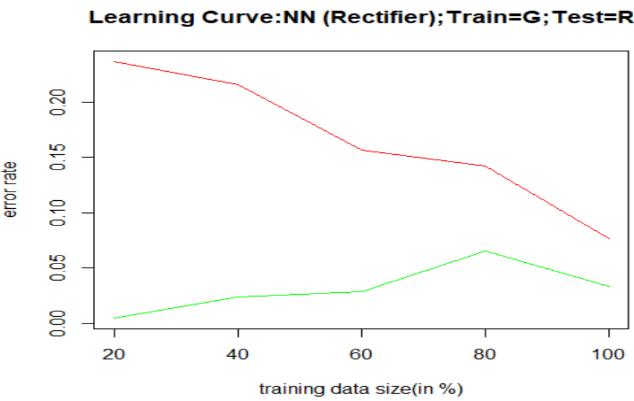 Learning Curve:NN (Rectifier);Train=G;Test=R
error rate
0.20
0.15
0.10
0.05
0.00
20 40 60 80 100
training data size(in %)